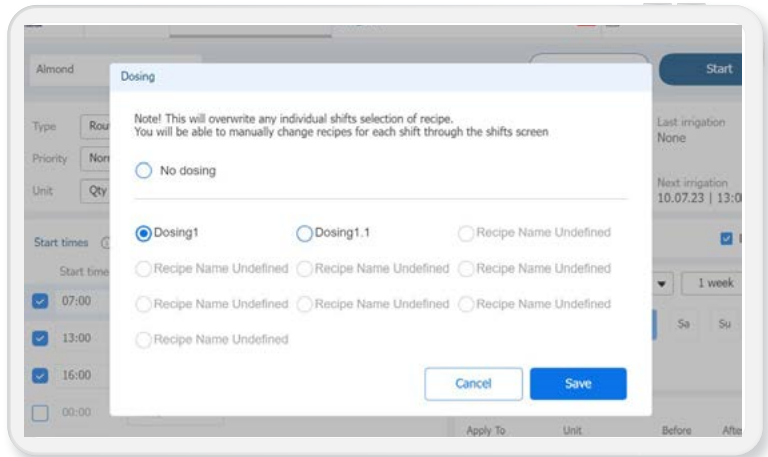 Almond
Start
Dosing
Note! This will overwrite any individual shifts selection of recipe.
You will be able to manually change recipes for each shift through the shifts screen
No dosing
Dosing1 Dosing1.1 Recipe Name Undefined
Recipe Name Undefined Recipe Name Undefined Recipe Name Undefined
Recipe Name Undefined Recipe Name Undefined Recipe Name Undefined
Recipe Name Undefined
Cancel Save
Type Rou
Priority Nor
Unit Qty
Last irrigation
None
Next irrigation
10.07.23 | 13:0
Start times
Start time
07:00
13:00
16:00
00:00
1 week
Sa Su
Apply To Unit Before Afte